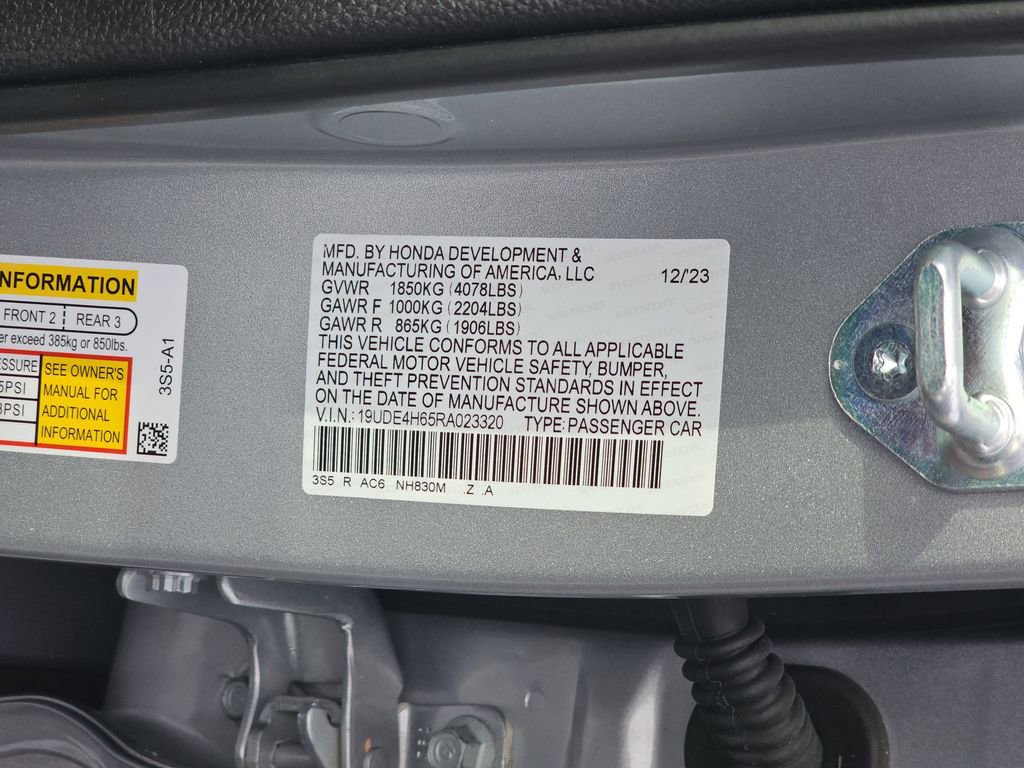 INFORMATION
FRONT 2 REAR 3
exceed 385kg or 850lbs.
SEE OWNER'S
MANUAL FOR
ADDITIONAL
INFORMATION
3S5-A1
MFD. BY HONDA DEVELOPMENT &
MANUFACTURING OF AMERICA, LLC 12/'23
GVWR 1850KG (4078LBS)
GAWR F 1000KG (2204LBS)
GAWR R 865KG (1906LBS)
THIS VEHICLE CONFORMS TO ALL APPLICABLE
FEDERAL MOTOR VEHICLE SAFETY, BUMPER,
AND THEFT PREVENTION STANDARDS IN EFFECT
ON THE DATE OF MANUFACTURE SHOWN ABOVE.
V.I.N: 19UDE4H65RA023320 TYPE: PASSENGER CAR
3S5 R AC6 NH830M .Z .A